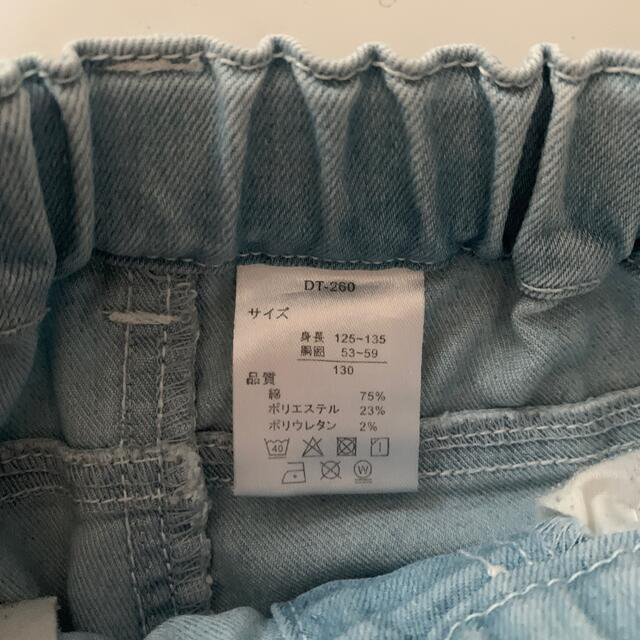 DT-260
サイズ
身長 125~135
胴囲 53~59
130
品質
綿 75%
ポリエステル 23%
ポリウレタン 2%
40
W